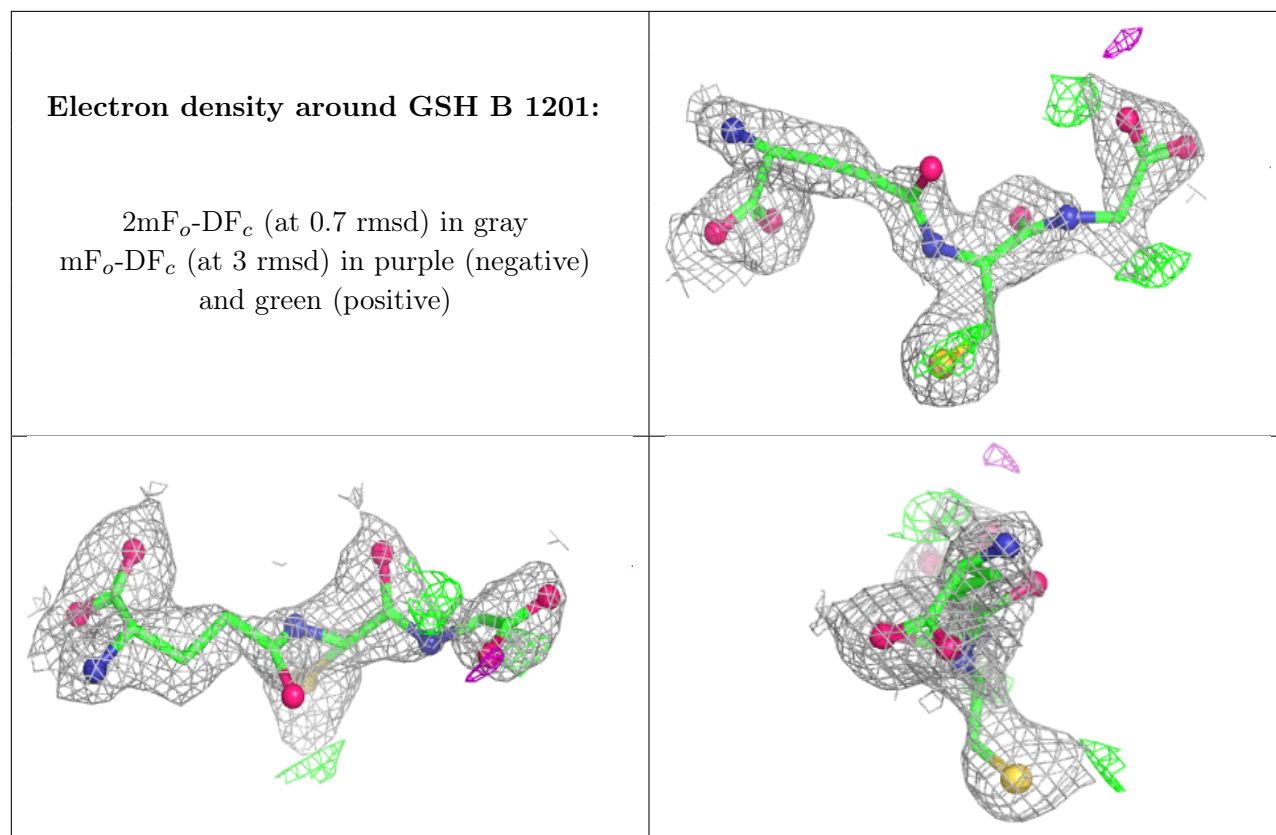 Electron density around GSH B 1201:
2mFₒ-DF𝒸 (at 0.7 rmsd) in gray
mFₒ-DF𝒸 (at 3 rmsd) in purple (negative)
and green (positive)